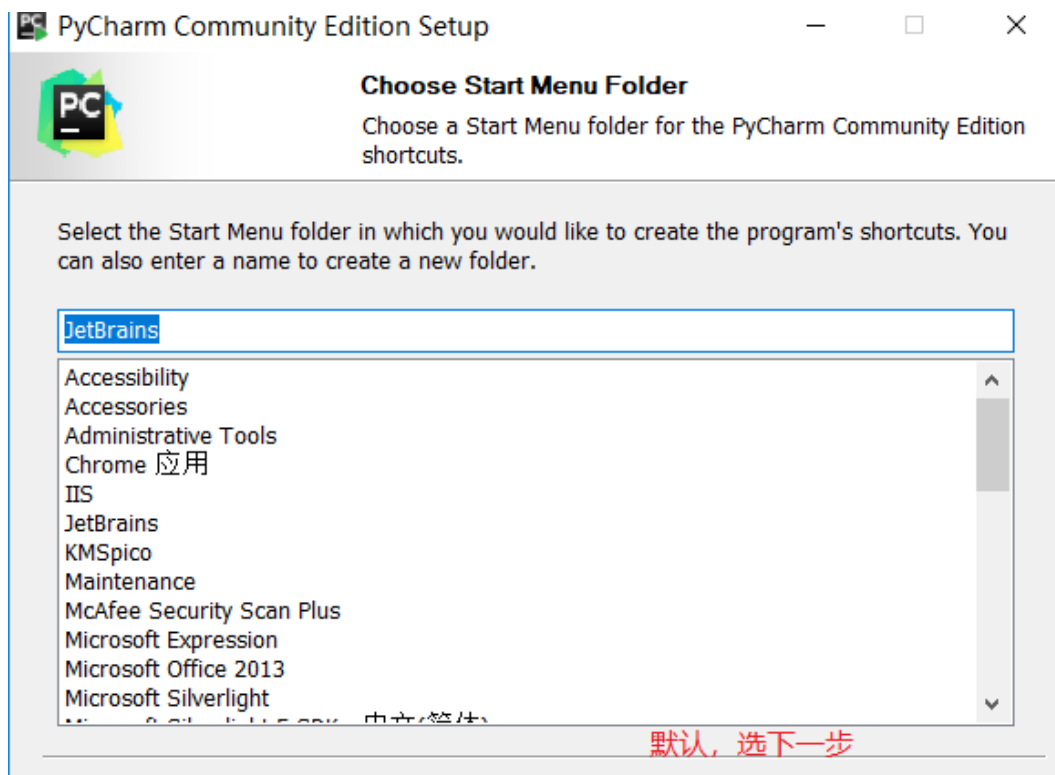 PyCharm Community Edition Setup
PC
Choose Start Menu Folder
Choose a Start Menu folder for the PyCharm Community Edition
shortcuts.
Select the Start Menu folder in which you would like to create the program's shortcuts. You
can also enter a name to create a new folder.
JetBrains
Accessibility
Accessories
Administrative Tools
Chrome 应用
IIS
JetBrains
KMSpico
Maintenance
McAfee Security Scan Plus
Microsoft Expression
Microsoft Office 2013
Microsoft Silverlight
默认，选下一步